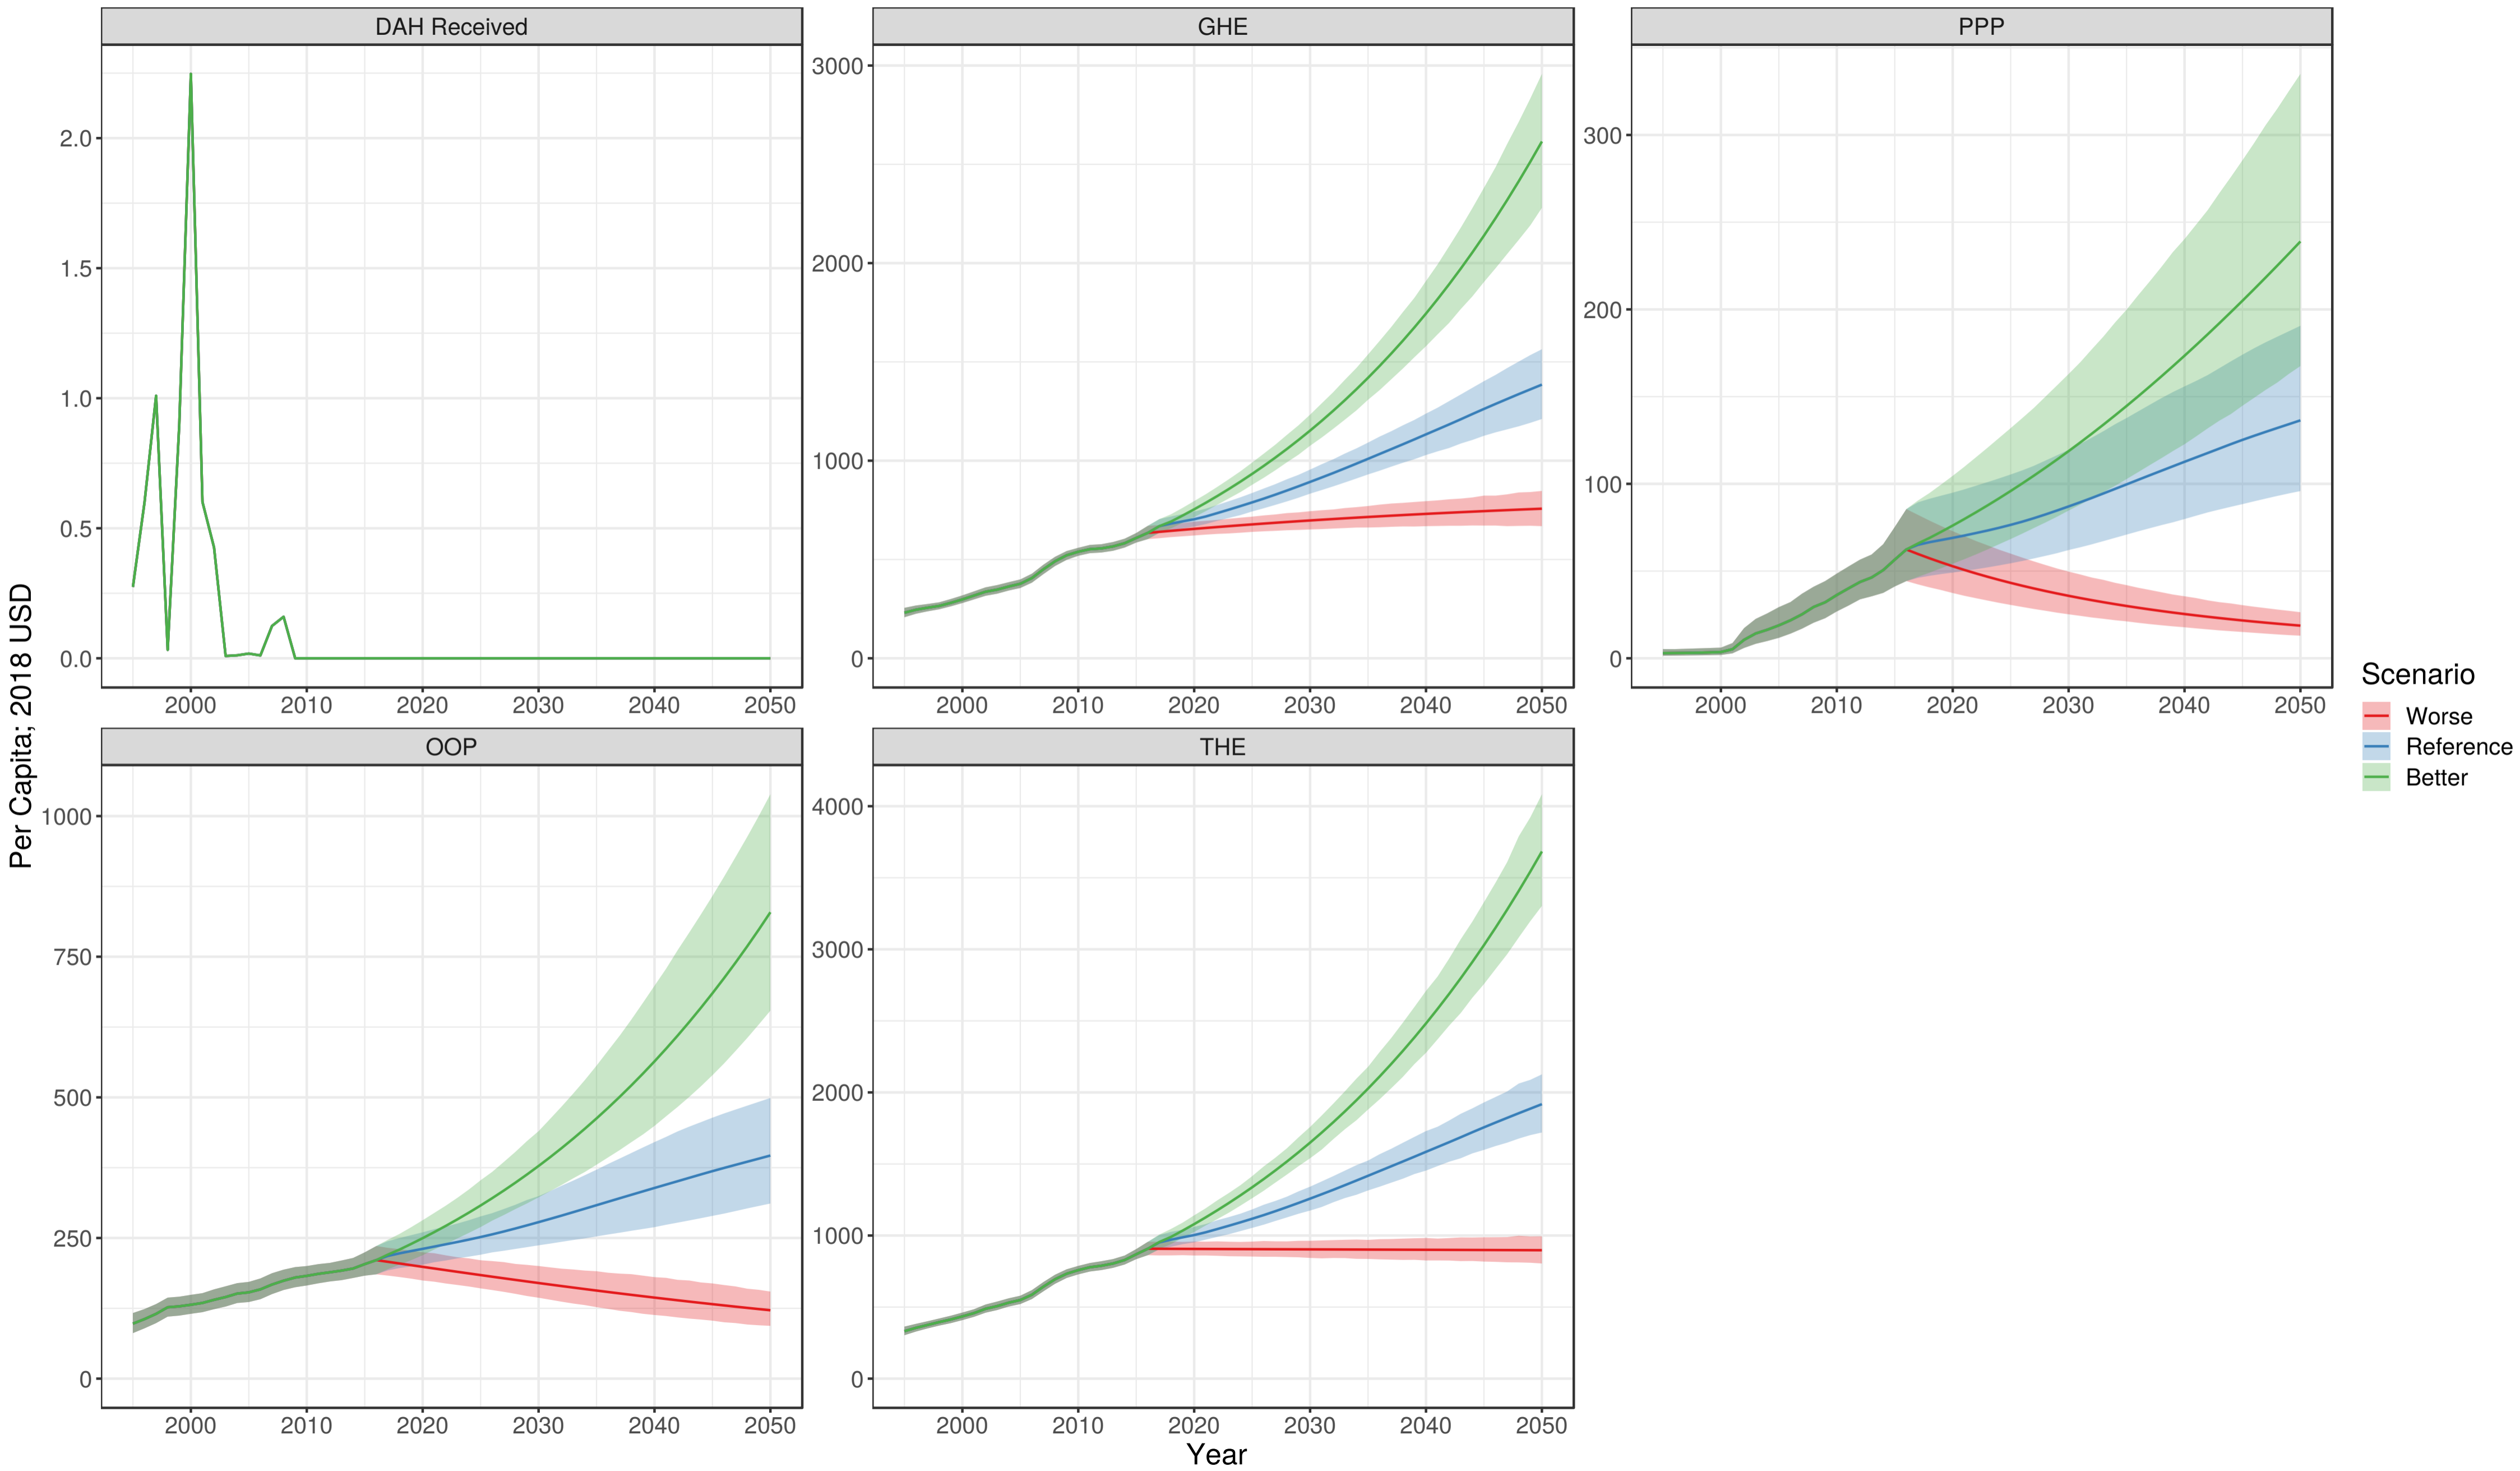 DAH Received
GHE
PPP
2.0
1.5
1.0
0.5
0.0
3000
2000
1000
0
300
200
100
0
2000 2010 2020 2030 2040 2050
2000 2010 2020 2030 2040 2050
2000 2010 2020 2030 2040 2050
Per Capita; 2018 USD
OOP
THE
1000
750
500
250
0
4000
3000
2000
1000
0
2000 2010 2020 2030 2040 2050
2000 2010 2020 2030 2040 2050
Year
Scenario
Worse
Reference
Better